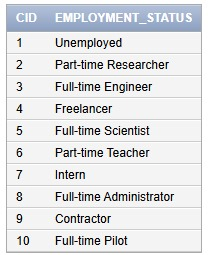 CID EMPLOYMENT_STATUS
1 Unemployed
2 Part-time Researcher
3 Full-time Engineer
4 Freelancer
5 Full-time Scientist
6 Part-time Teacher
7 Intern
8 Full-time Administrator
9 Contractor
10 Full-time Pilot